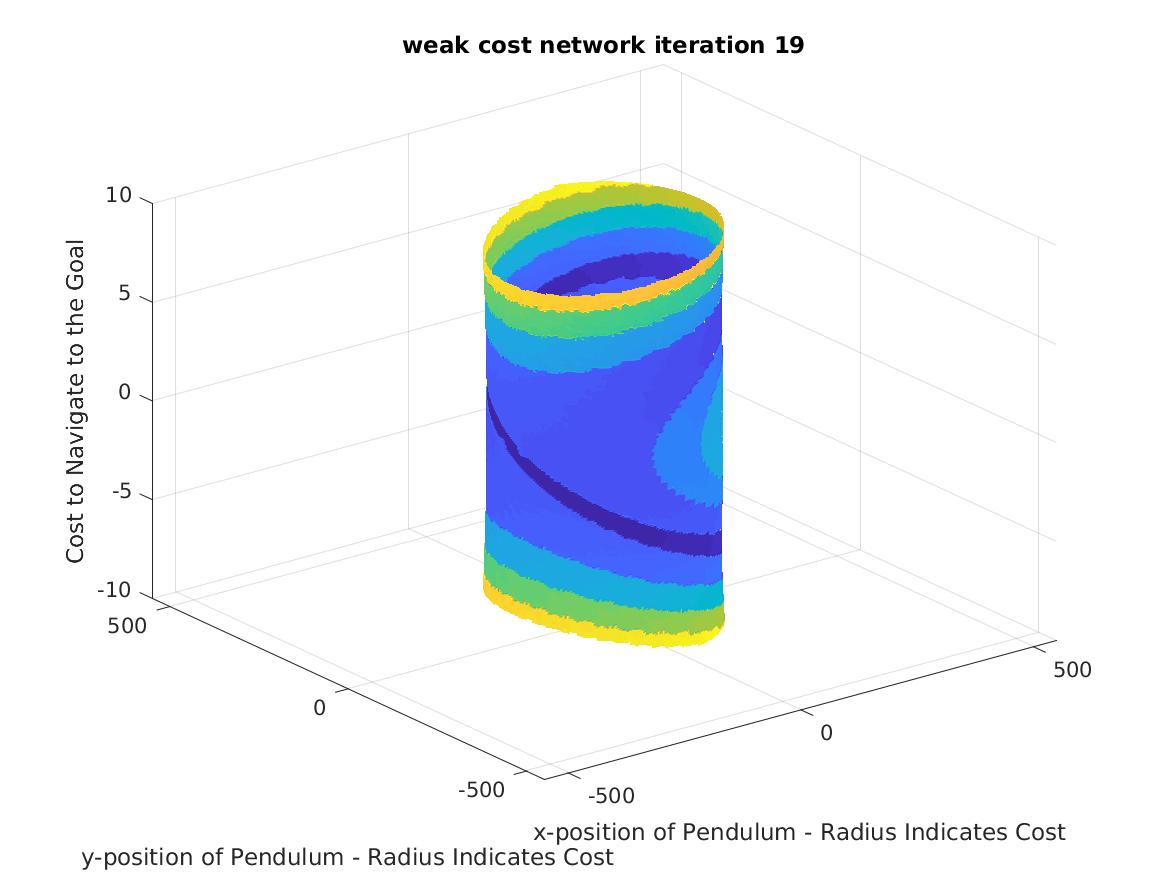 weak cost network iteration 19
Cost to Navigate to the Goal
10
5
0
-5
-10
500
0
-500
y-position of Pendulum - Radius Indicates Cost
-500
0
500
x-position of Pendulum - Radius Indicates Cost